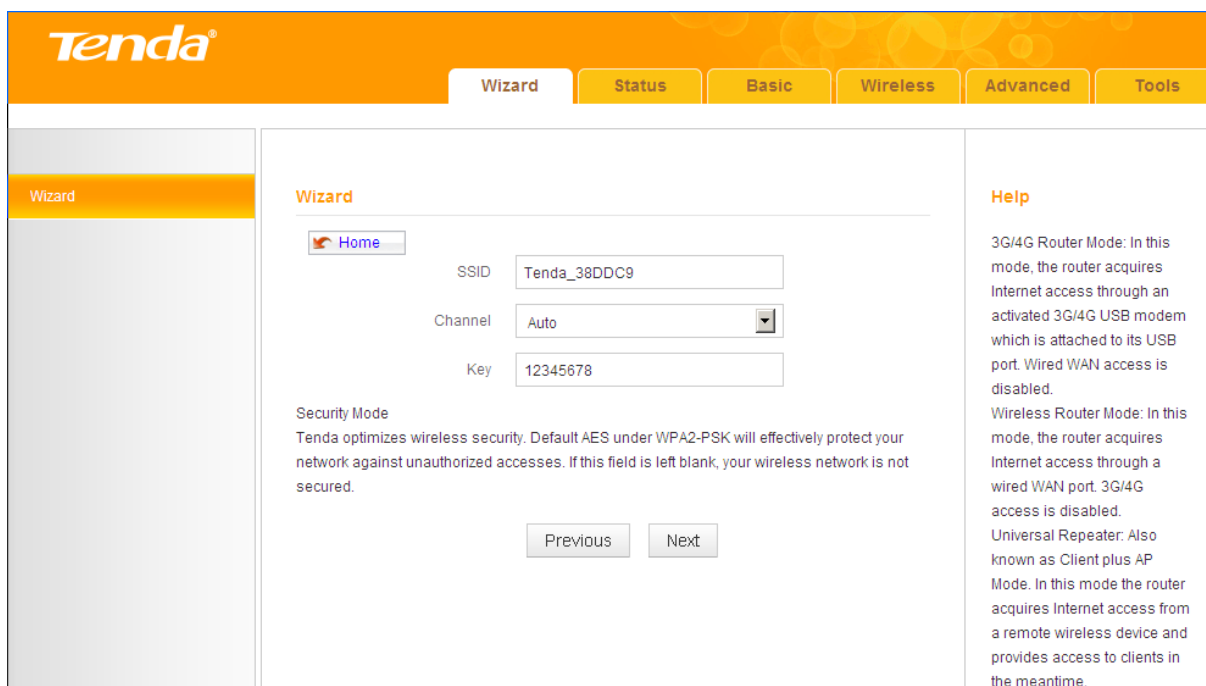 Tenda®
Wizard Status Basic Wireless Advanced Tools
Wizard
Wizard
Home
SSID Tenda_38DDC9
Channel Auto
Key 12345678
Security Mode
Tenda optimizes wireless security. Default AES under WPA2-PSK will effectively protect your
network against unauthorized accesses. If this field is left blank, your wireless network is not
secured.
Previous Next
Help
3G/4G Router Mode: In this
mode, the router acquires
Internet access through an
activated 3G/4G USB modem
which is attached to its USB
port. Wired WAN access is
disabled.
Wireless Router Mode: In this
mode, the router acquires
Internet access through a
wired WAN port. 3G/4G
access is disabled.
Universal Repeater: Also
known as Client plus AP
Mode. In this mode the router
acquires Internet access from
a remote wireless device and
provides access to clients in
the meantime.